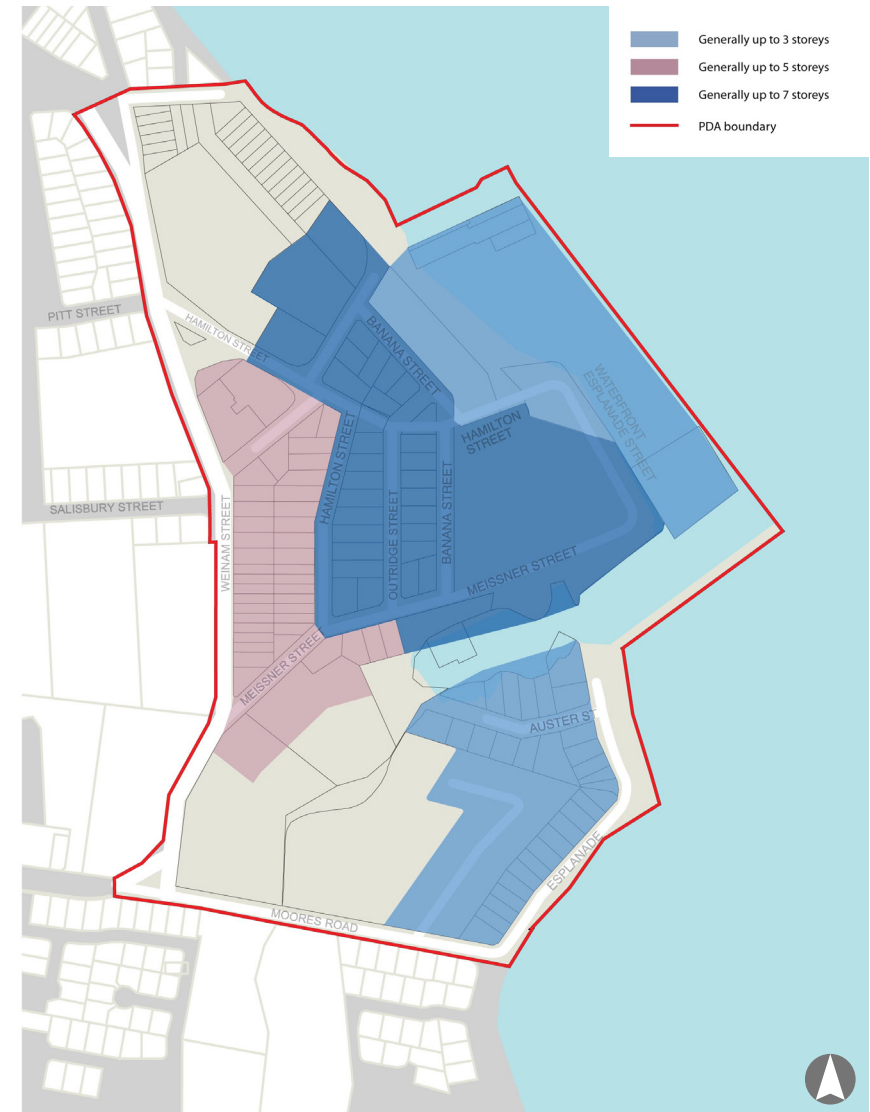 Generally up to 3 storeys
Generally up to 5 storeys
Generally up to 7 storeys
PDA boundary
PITT STREET
HAMILTON STREET
BANANA STREET
WATERFRONT
ESPLANADE STREET
HAMILTON
STREET
HAMILTON STREET
SALISBURY STREET
WEINAM STREET
OUTRIDGE STREET
BANANA STREET
MEISSNER STREET
MEISSNER STREE
AUSTER ST
ESPLANADE
MOORES ROAD